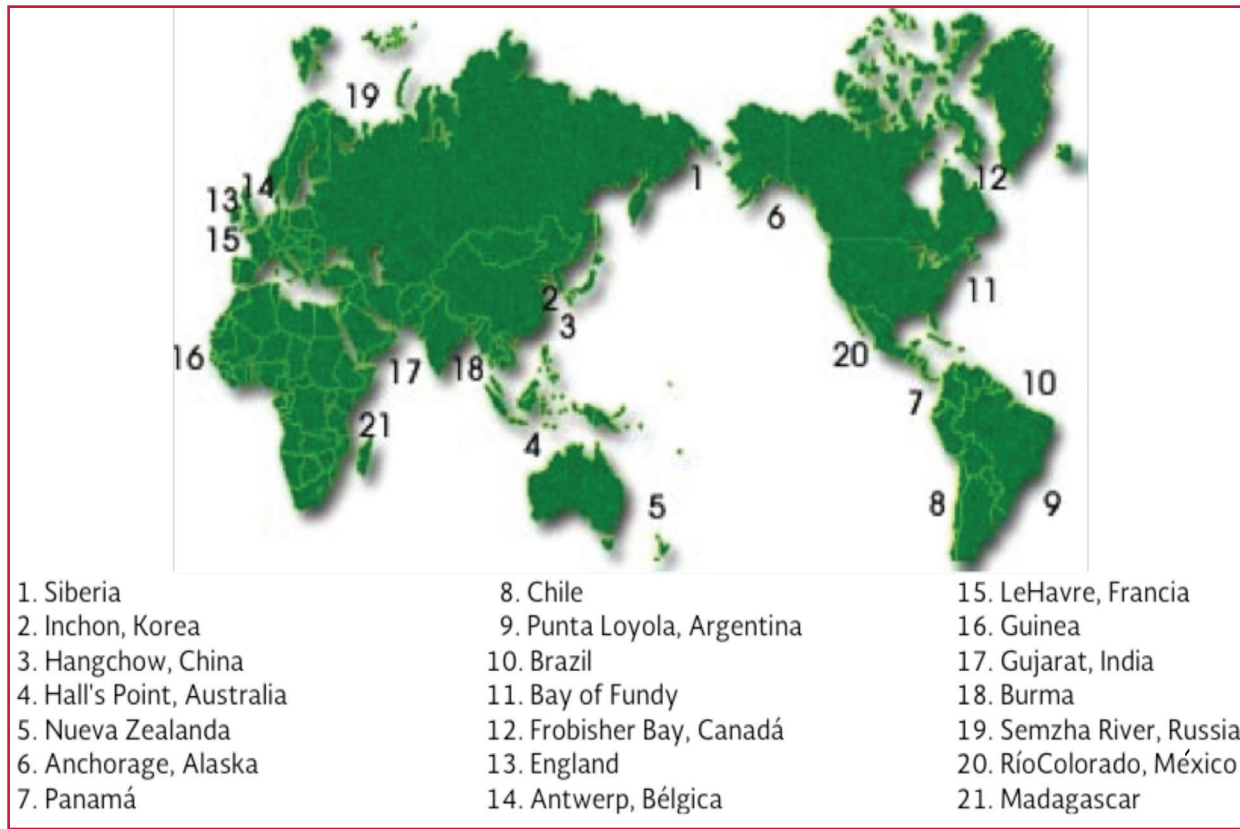 19
14
13
12
1
6
15
11
2
3
16
20
17
18
10
7
21
4
8
9
5
1. Siberia
2. Inchon, Korea
3. Hangchow, China
4. Hall's Point, Australia
5. Nueva Zealanda
6. Anchorage, Alaska
7. Panamá
8. Chile
9. Punta Loyola, Argentina
10. Brazil
11. Bay of Fundy
12. Frobisher Bay, Canadá
13. England
14. Antwerp, Bélgica
15. LeHavre, Francia
16. Guinea
17. Gujarat, India
18. Burma
19. Semzha River, Russia
20. RíoColorado, México
21. Madagascar